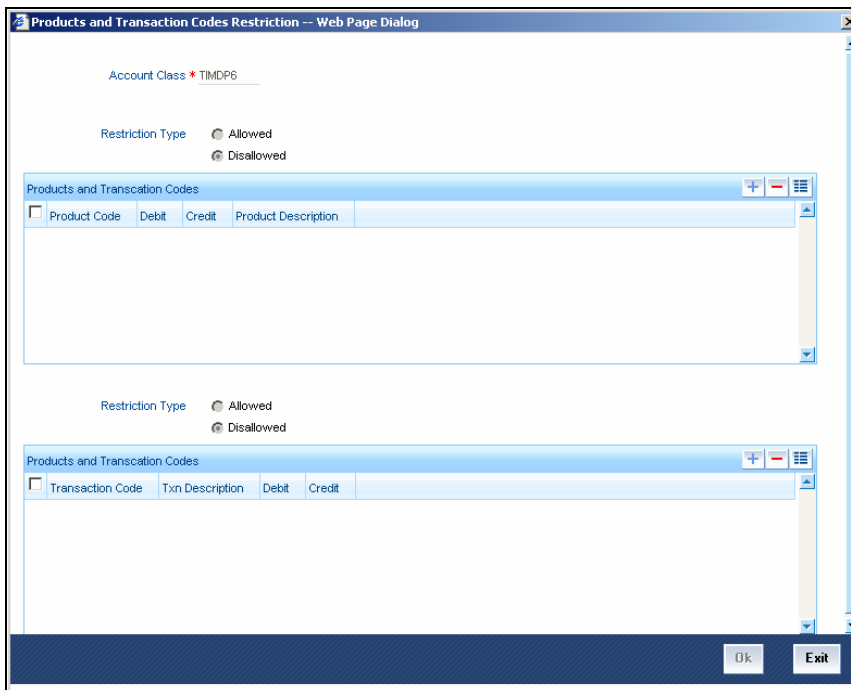 Products and Transaction Codes Restriction -- Web Page Dialog
Account Class * TIMDP6
Restriction Type Allowed
Disallowed
Products and Transcation Codes
Product Code Debit Credit Product Description
Restriction Type Allowed
Disallowed
Products and Transcation Codes
Transaction Code Txn Description Debit Credit
Ok Exit